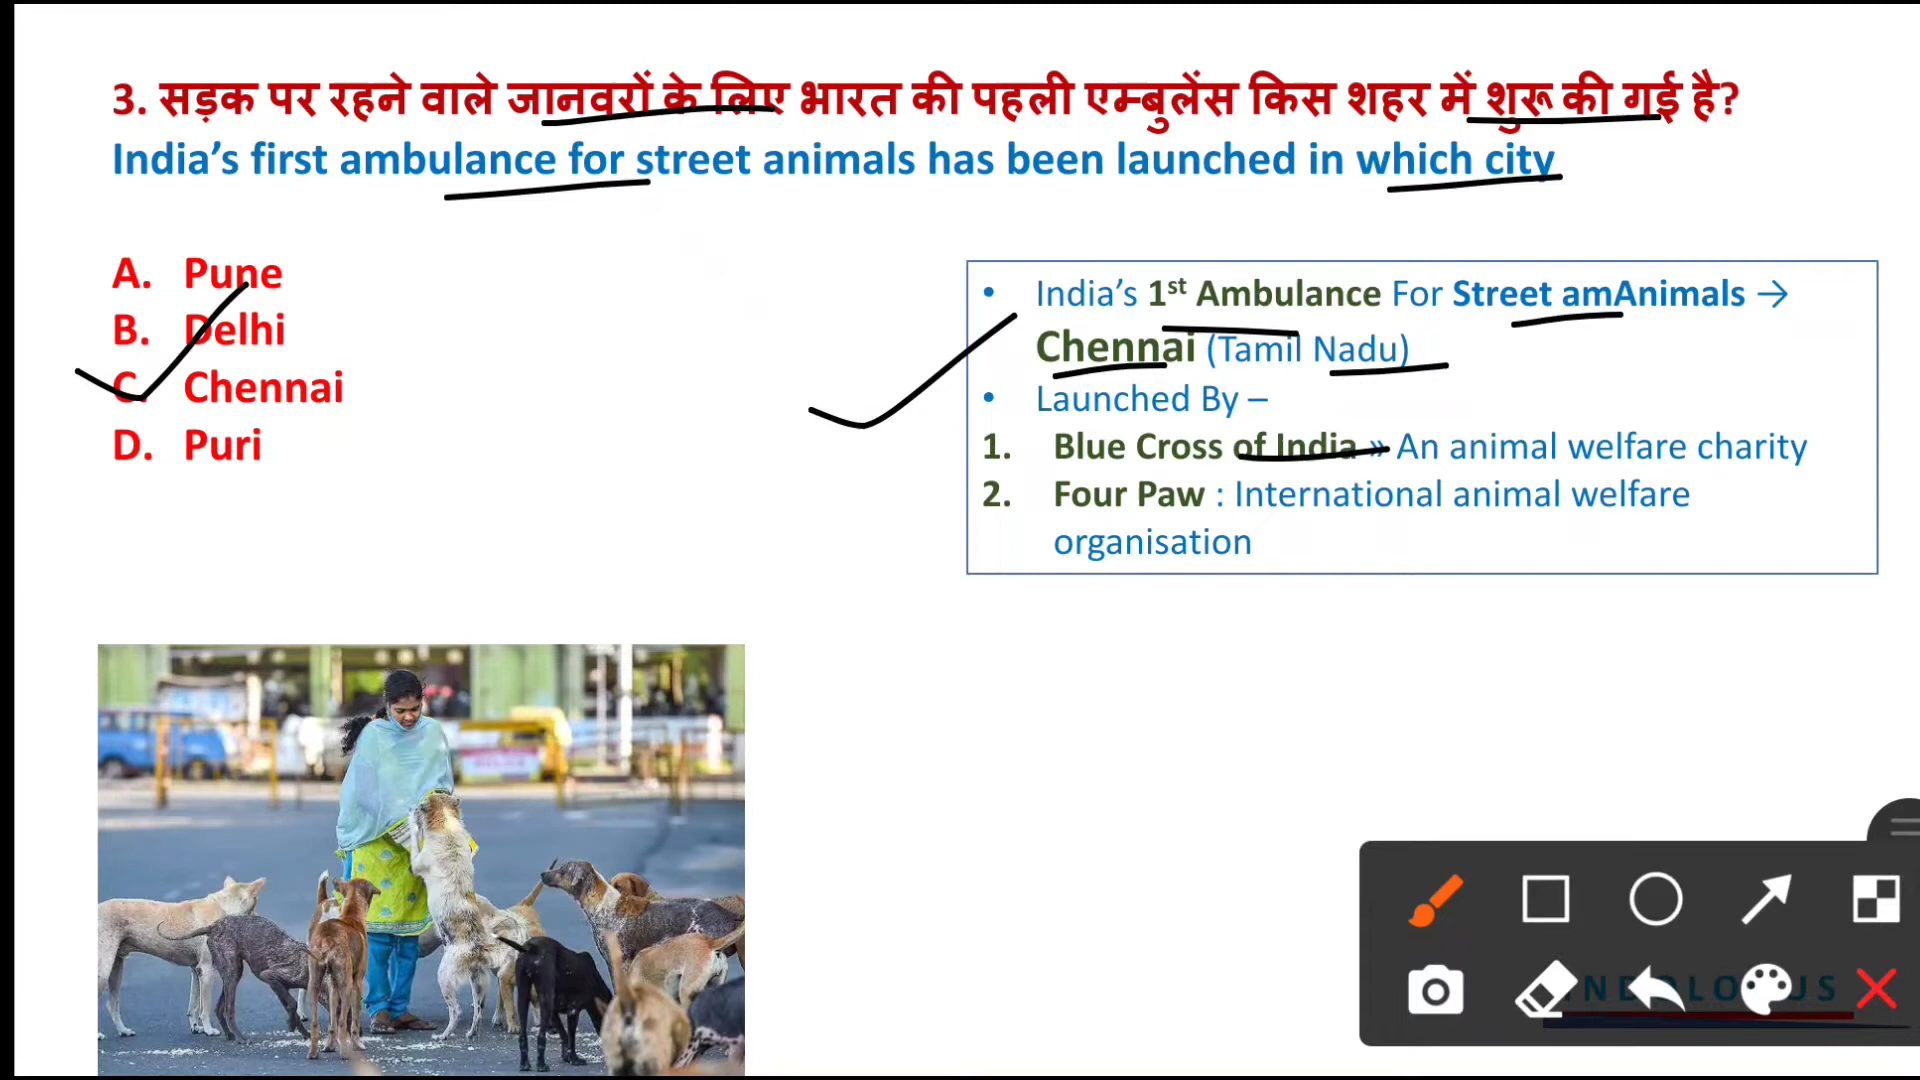 3. सड़क पर रहने वाले जानवरों के लिए भारत की पहली एम्बुलेंस किस शहर में शुरू की गई है?
India’s first ambulance for street animals has been launched in which city
A. Pune
B. Delhi
C. Chennai
D. Puri
• India’s 1st Ambulance For Street amAnimals →
Chennai (Tamil Nadu)
• Launched By –
1. Blue Cross of India » An animal welfare charity
2. Four Paw : International animal welfare
organisation